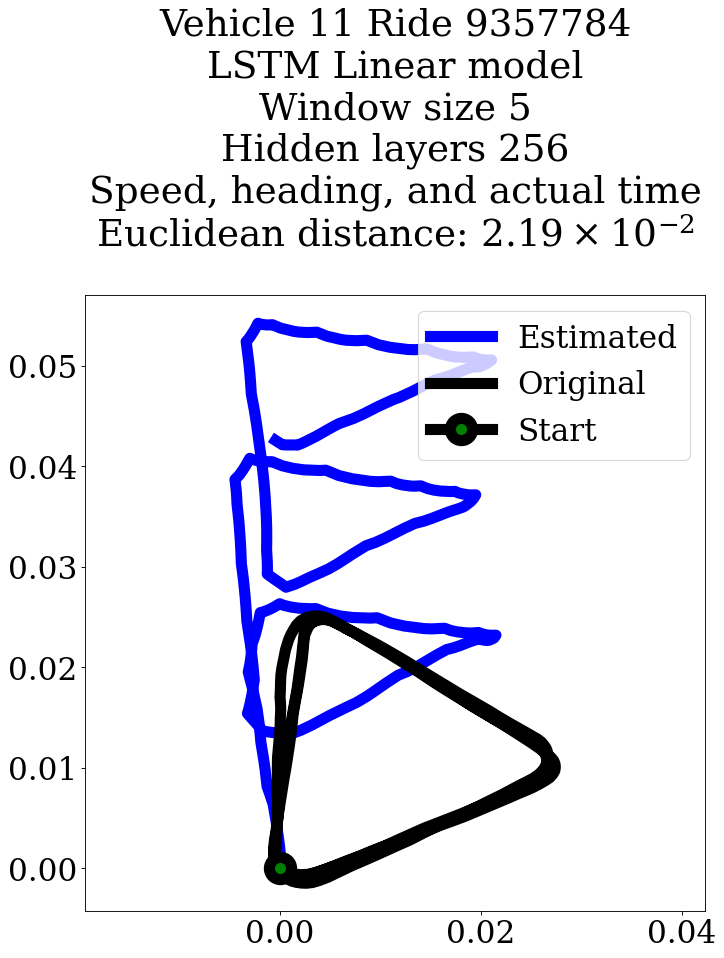 Vehicle 11 Ride 9357784
LSTM Linear model
Window size 5
Hidden layers 256
Speed, heading, and actual time
Euclidean distance: 2.19 × 10⁻²
Estimated
Original
Start
0.05
0.04
0.03
0.02
0.01
0.00
0.00 0.02 0.04